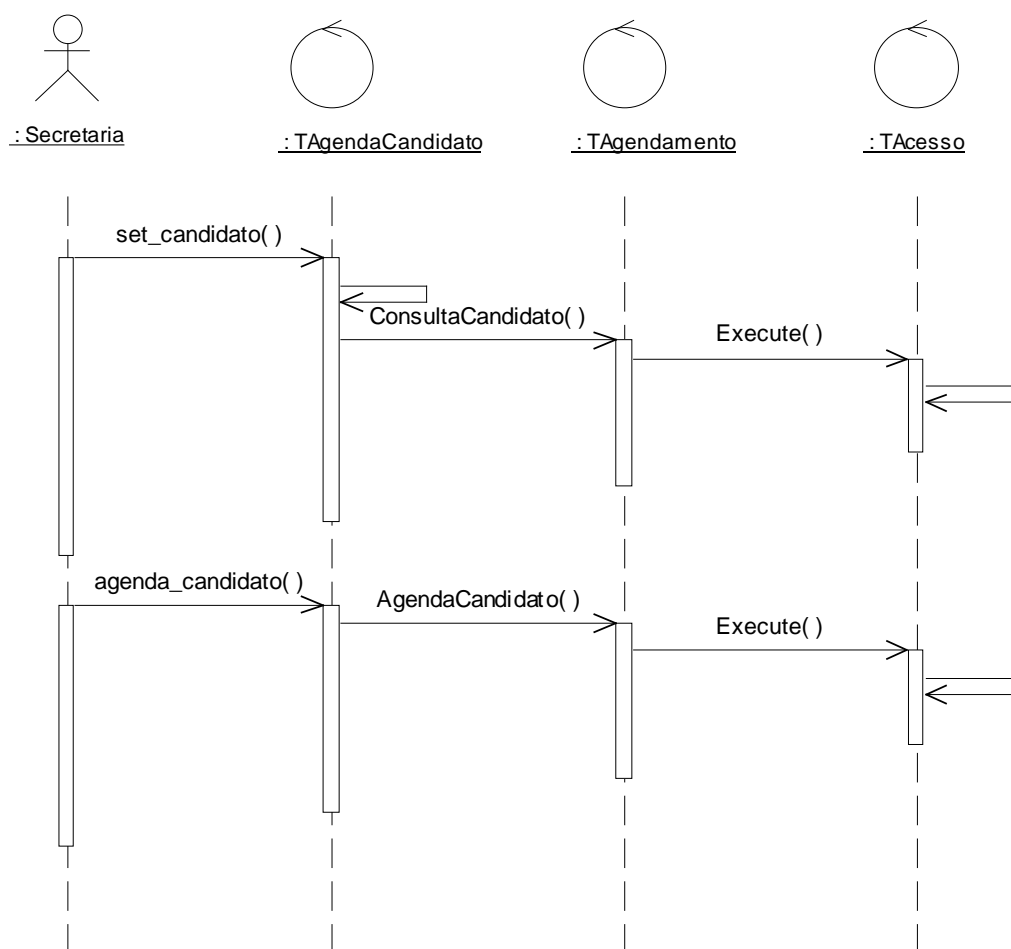 : Secretaria
: TAgendaCandidato
: TAgendamento
: TAcesso
set_candidato( )
ConsultaCandidato( )
Execute( )
agenda_candidato( )
AgendaCandidato( )
Execute( )